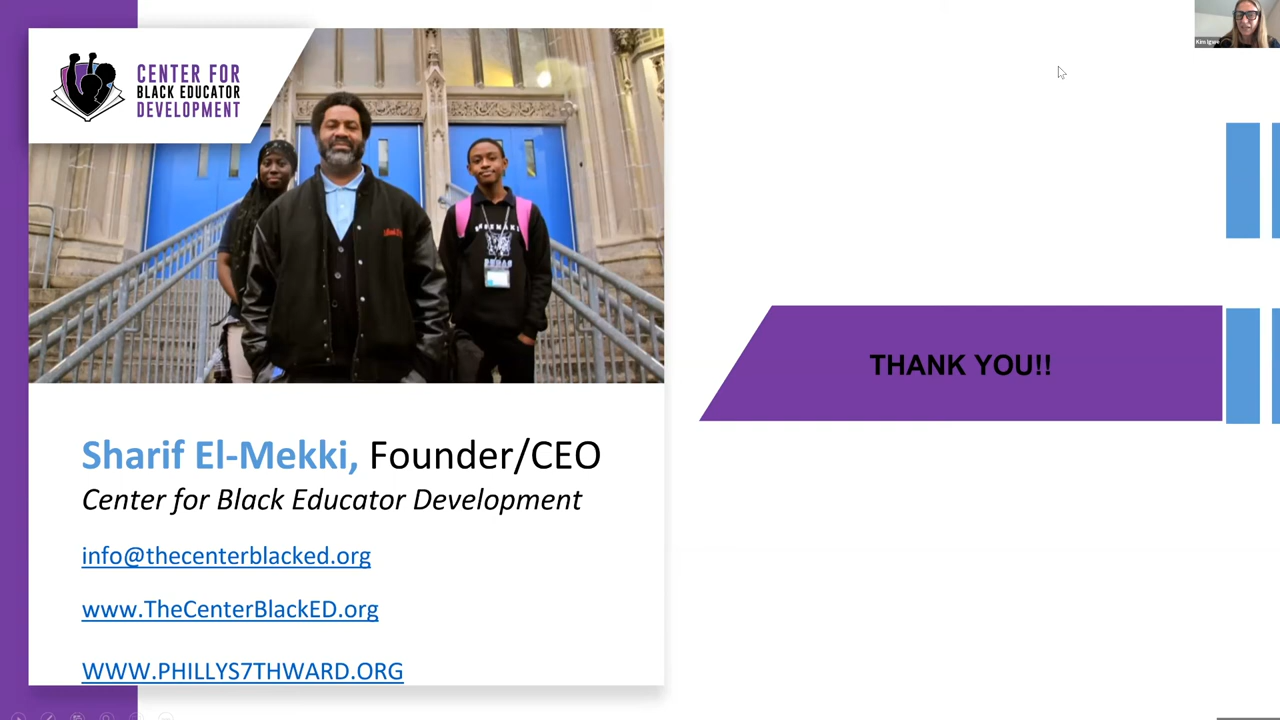 CENTER FOR
BLACK EDUCATOR
DEVELOPMENT
THANK YOU!!
Sharif El-Mekki, Founder/CEO
Center for Black Educator Development
info@thecenterblacked.org
www.TheCenterBlackED.org
WWW.PHILLYS7THWARD.ORG